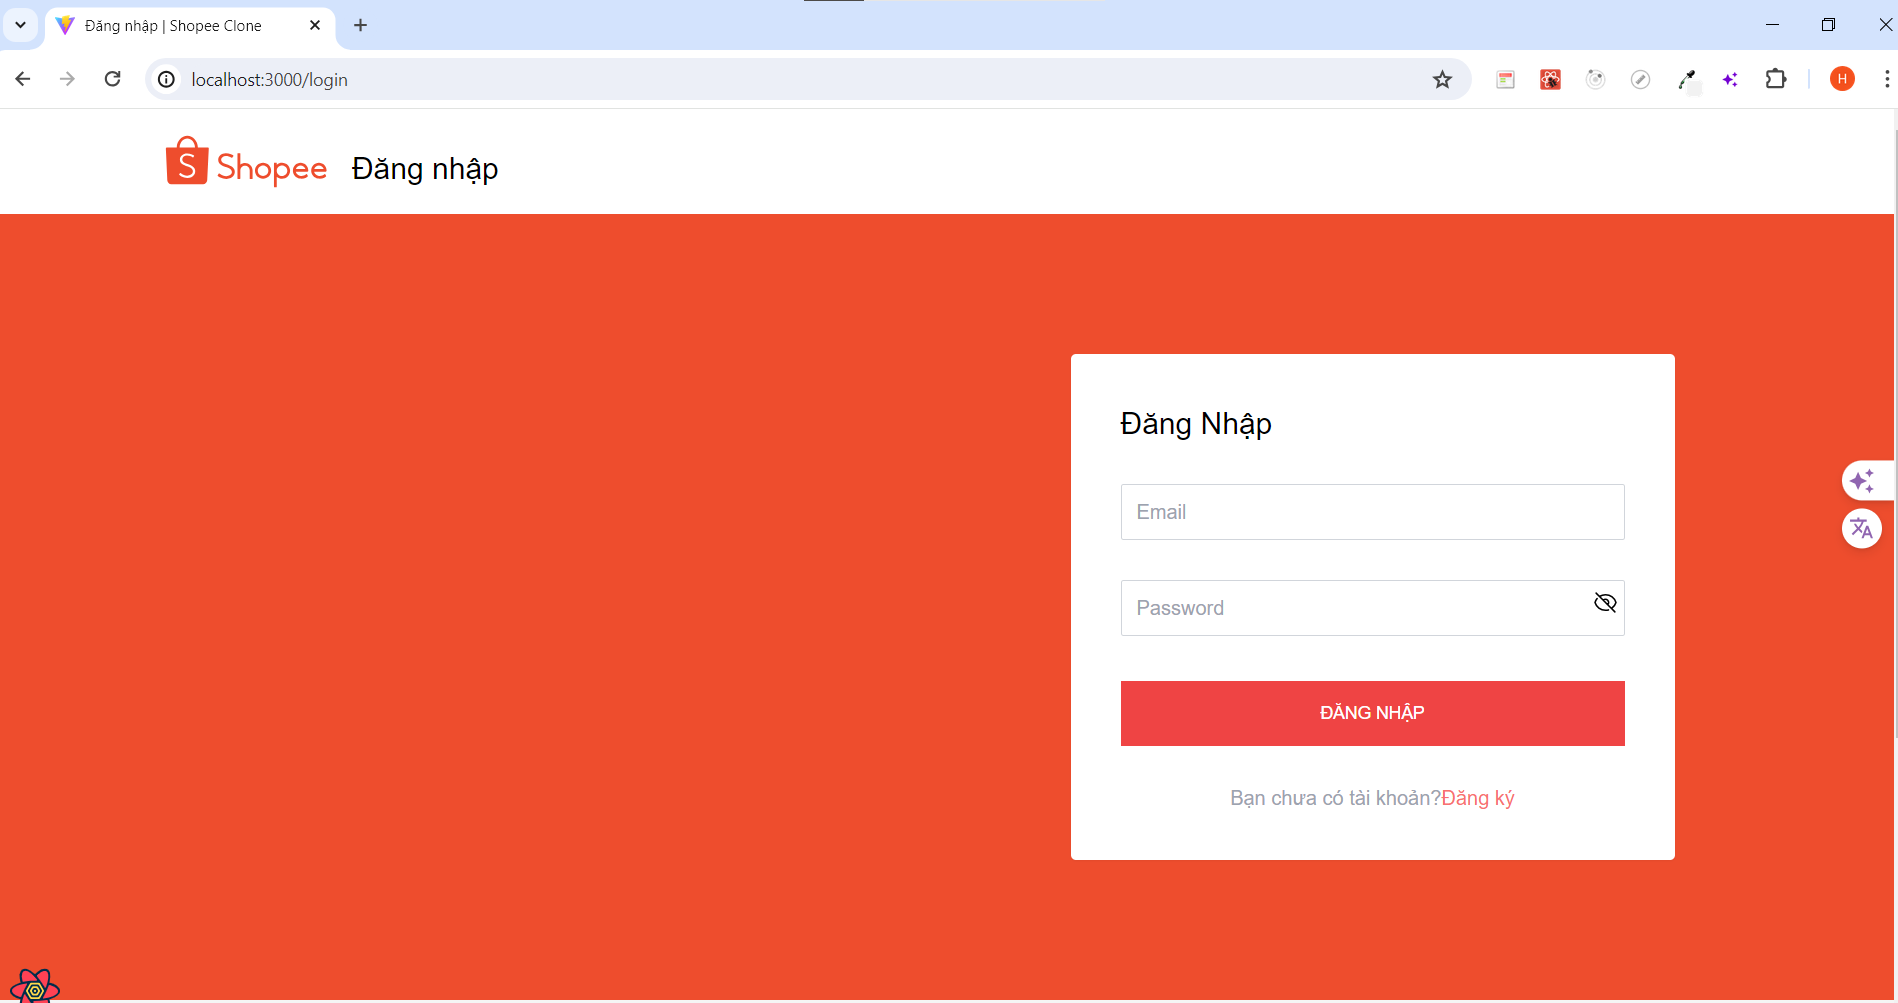 Đăng nhập | Shopee Clone
localhost:3000/login
H
S Shopee Đăng nhập
Đăng Nhập
Email
Password
ĐĂNG NHẬP
Bạn chưa có tài khoản?Đăng ký